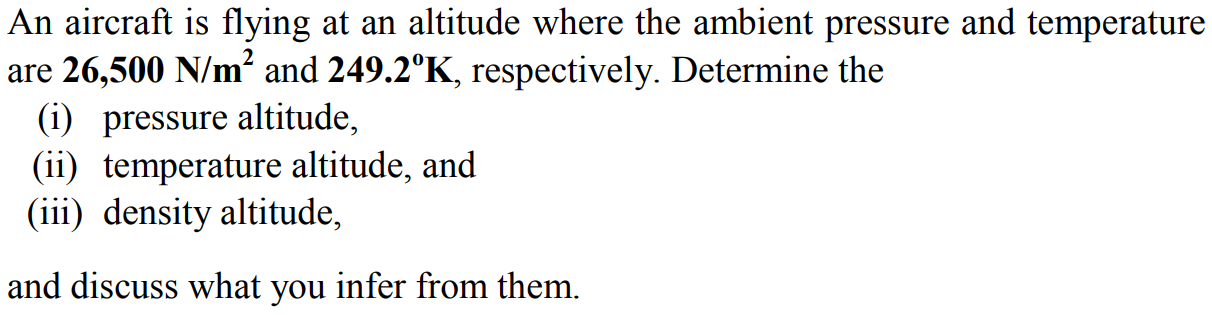 An aircraft is flying at an altitude where the ambient pressure and temperature
are 26,500 N/m² and 249.2ºK, respectively. Determine the
(i) pressure altitude,
(ii) temperature altitude, and
(iii) density altitude,
and discuss what you infer from them.